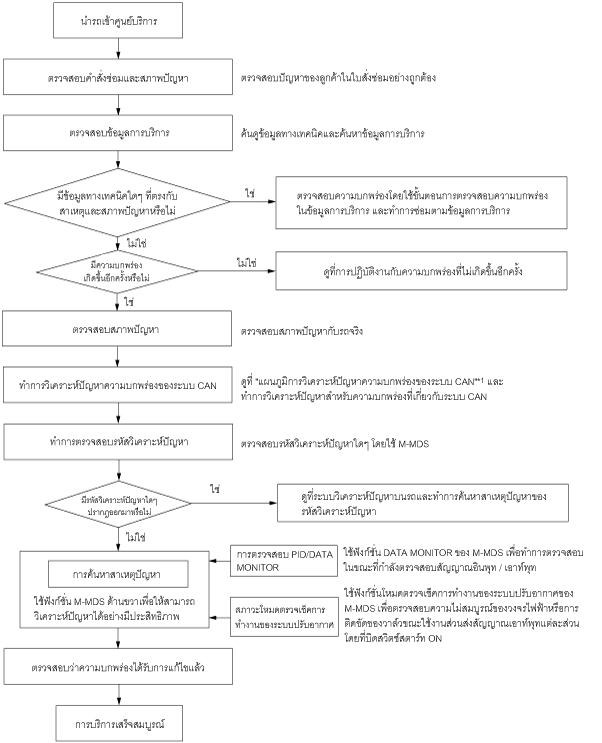 นำรถเข้าศูนย์บริการ
ตรวจสอบคำสั่งซ่อมและสภาพปัญหา
ตรวจสอบปัญหาของลูกค้าในใบสั่งซ่อมอย่างถูกต้อง
ตรวจสอบข้อมูลการบริการ
ค้นดูข้อมูลทางเทคนิคและค้นหาข้อมูลการบริการ
มีข้อมูลทางเทคนิคใดๆ ที่ตรงกับ
สาเหตุและสภาพปัญหาหรือไม่
ใช่
ตรวจสอบความบกพร่องโดยใช้ขั้นตอนการตรวจสอบความบกพร่อง
ในข้อมูลการบริการ และทำการซ่อมตามข้อมูลการบริการ
ไม่ใช่
มีความบกพร่อง
เกิดขึ้นอีกครั้งหรือไม่
ไม่ใช่
ดูที่การปฏิบัติงานกับความบกพร่องที่ไม่เกิดขึ้นอีกครั้ง
ใช่
ตรวจสอบสภาพปัญหา
ตรวจสอบสภาพปัญหากับรถจริง
ทำการวิเคราะห์ปัญหาความบกพร่องของระบบ CAN
ดูที่ "แผนภูมิการวิเคราะห์ปัญหาความบกพร่องของระบบ CAN"*1 และ
ทำการวิเคราะห์ปัญหาสำหรับความบกพร่องที่เกี่ยวกับระบบ CAN
ทำการตรวจสอบรหัสวิเคราะห์ปัญหา
ตรวจสอบรหัสวิเคราะห์ปัญหาใดๆ โดยใช้ M-MDS
มีรหัสวิเคราะห์ปัญหาใดๆ
ปรากฎออกมาหรือไม่
ใช่
ดูที่ระบบวิเคราะห์ปัญหาบนรถและทำการค้นหาสาเหตุปัญหาของ
รหัสวิเคราะห์ปัญหา
ไม่ใช่
การค้นหาสาเหตุปัญหา
ใช้ฟังก์ชั่น M-MDS ด้านขวาเพื่อให้สามารถ
วิเคราะห์ปัญหาได้อย่างมีประสิทธิภาพ
การตรวจสอบ PID/DATA
MONITOR
ใช้ฟังก์ชั่น DATA MONITOR ของ M-MDS เพื่อทำการตรวจสอบ
ในขณะที่กำลังตรวจสอบสัญญาณอินพุท / เอาท์พุท
สภาวะโหมดตรวจเช็คการ
ทำงานของระบบปรับอากาศ
ใช้ฟังก์ชั่นโหมดตรวจเช็คการทำงานของระบบปรับอากาศของ
M-MDS เพื่อตรวจสอบความไม่สมบูรณ์ของวงจรไฟฟ้าหรือการ
ติดขัดของวาล์วขณะใช้งานส่วนส่งสัญญาณเอาท์พุทแต่ละส่วน
โดยที่บิดสวิตซ์สตาร์ท ON
ตรวจสอบว่าความบกพร่องได้รับการแก้ไขแล้ว
การบริการเสร็จสมบูรณ์